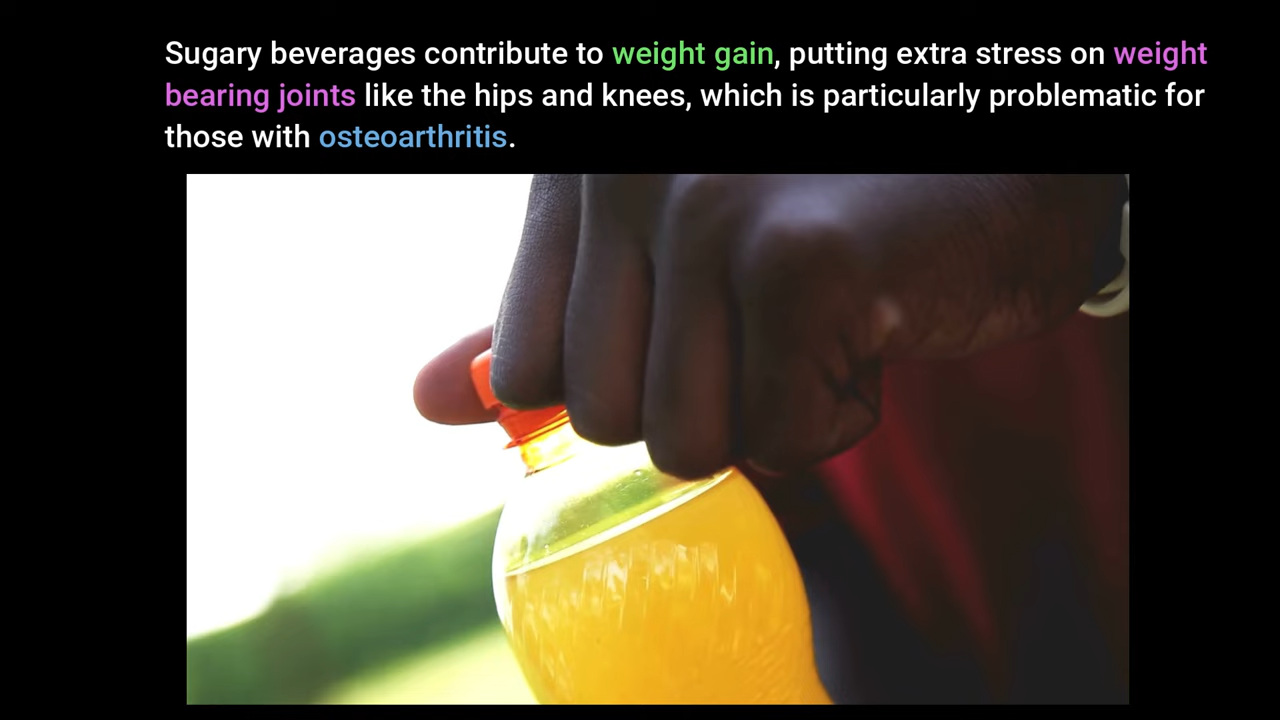 Sugary beverages contribute to weight gain, putting extra stress on weight
bearing joints like the hips and knees, which is particularly problematic for
those with osteoarthritis.